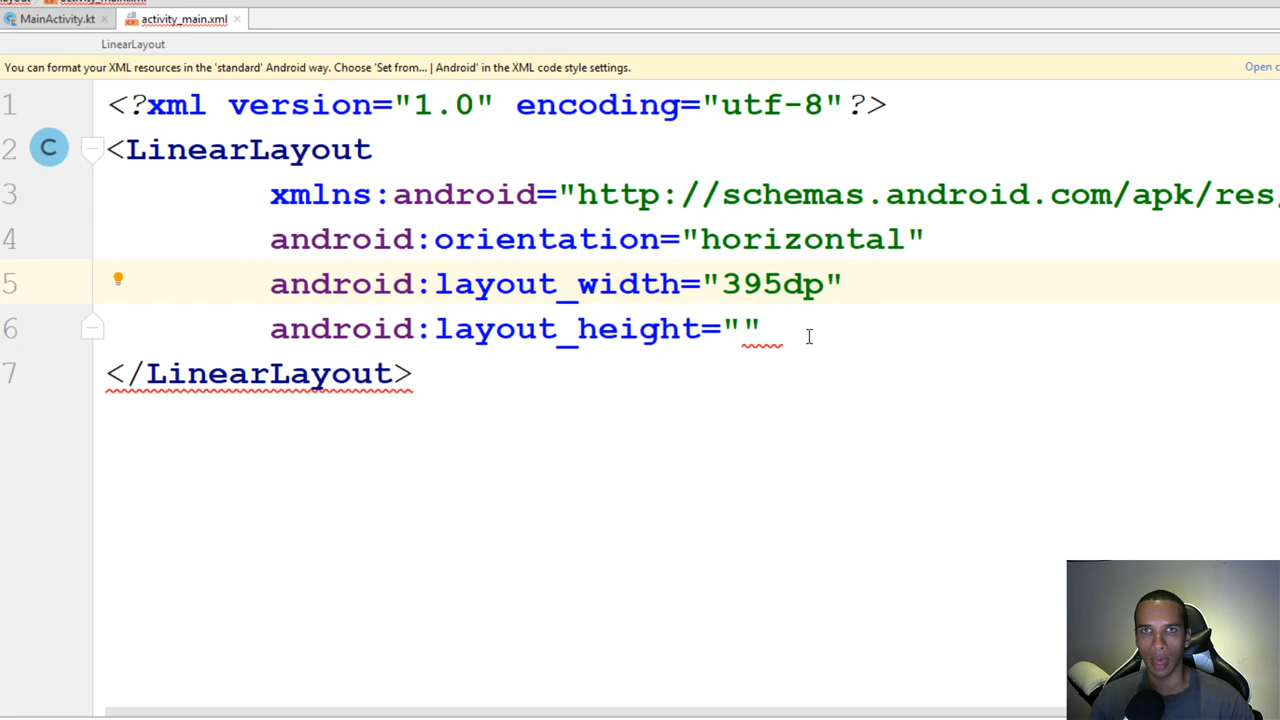 MainActivity.kt
activity_main.xml
LinearLayout
You can format your XML resources in the 'standard' Android way. Choose 'Set from... | Android' in the XML code style settings.
Open
1 <?xml version="1.0" encoding="utf-8"?>
2 C <LinearLayout
3 xmlns:android="http://schemas.android.com/apk/res/
4 android:orientation="horizontal"
5 android:layout_width="395dp"
6 android:layout_height=""
7 </LinearLayout>